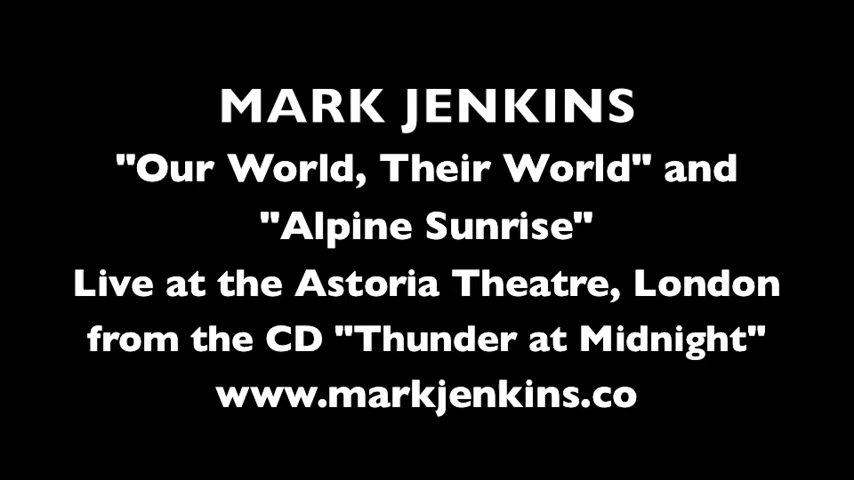 MARK JENKINS
"Our World, Their World" and
"Alpine Sunrise"
Live at the Astoria Theatre, London
from the CD "Thunder at Midnight"
www.markjenkins.co